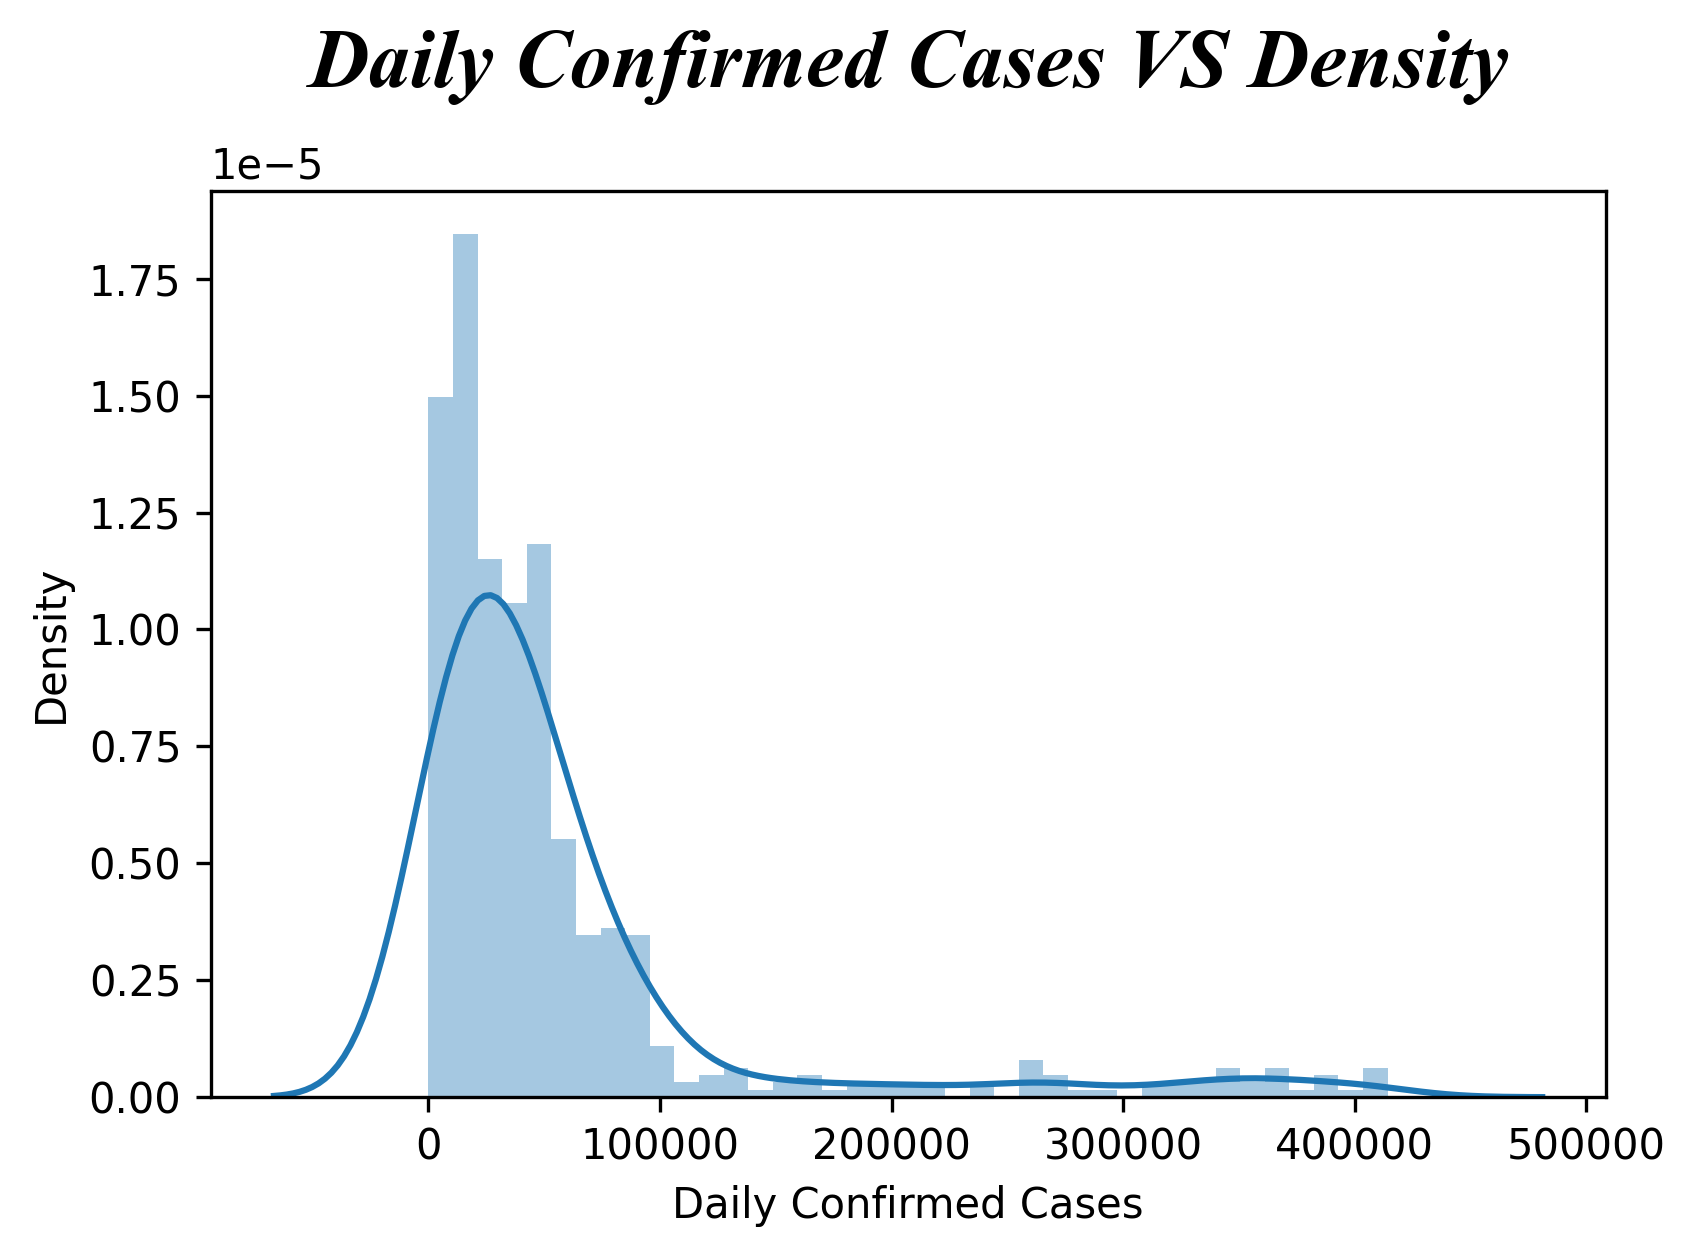 Daily Confirmed Cases VS Density
1e−5
1.75
1.50
1.25
1.00
0.75
0.50
0.25
0.00
Density
0 100000 200000 300000 400000 500000
Daily Confirmed Cases